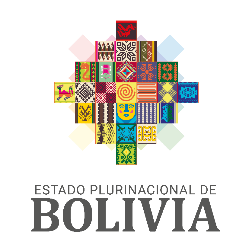 ESTADO PLURINACIONAL DE
BOLIVIA